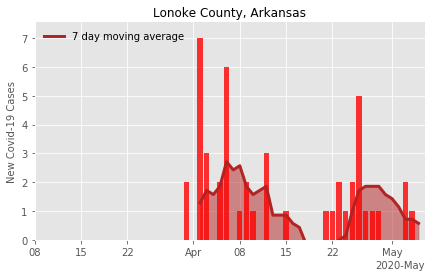 Lonoke County, Arkansas
7 day moving average
New Covid-19 Cases
7
6
5
4
3
2
1
0
08 15 22 Apr 08 15 22 May
2020-May